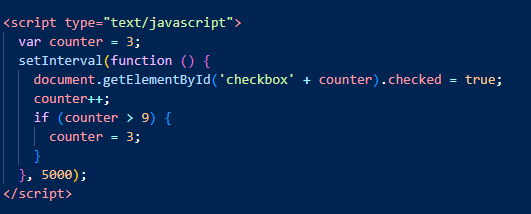 <script type="text/javascript">
var counter = 3;
setInterval(function () {
document.getElementById('checkbox' + counter).checked = true;
counter++;
if (counter > 9) {
counter = 3;
}
}, 5000);
</script>